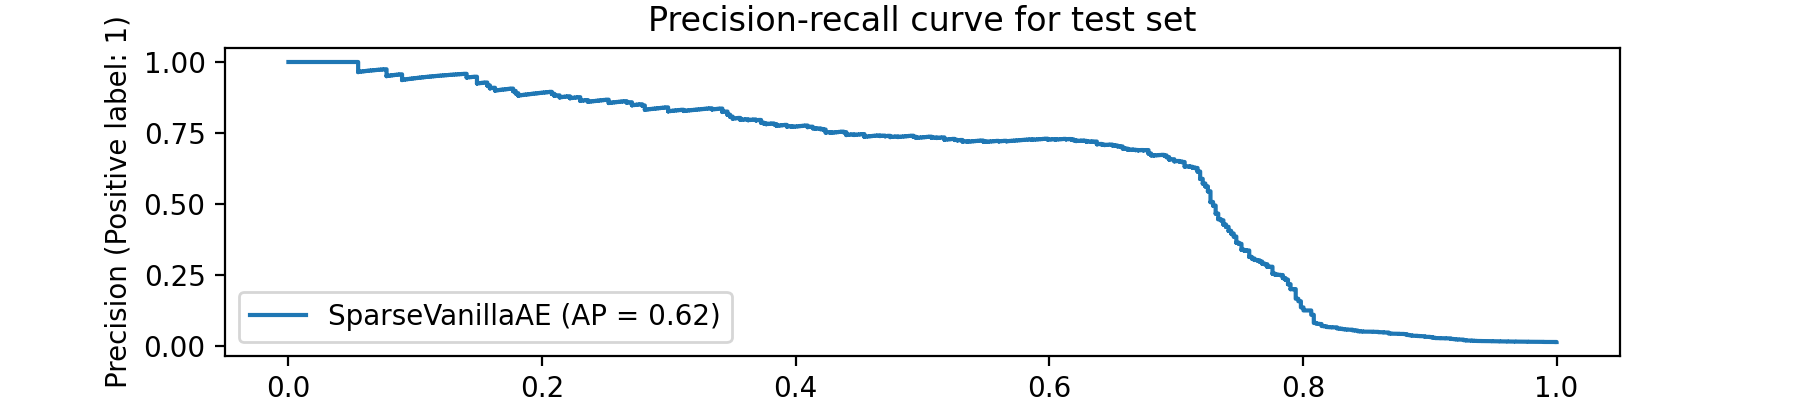 Precision-recall curve for test set
Precision (Positive label: 1)
1.00
0.75
0.50
0.25
0.00
SparseVanillaAE (AP = 0.62)
0.0 0.2 0.4 0.6 0.8 1.0